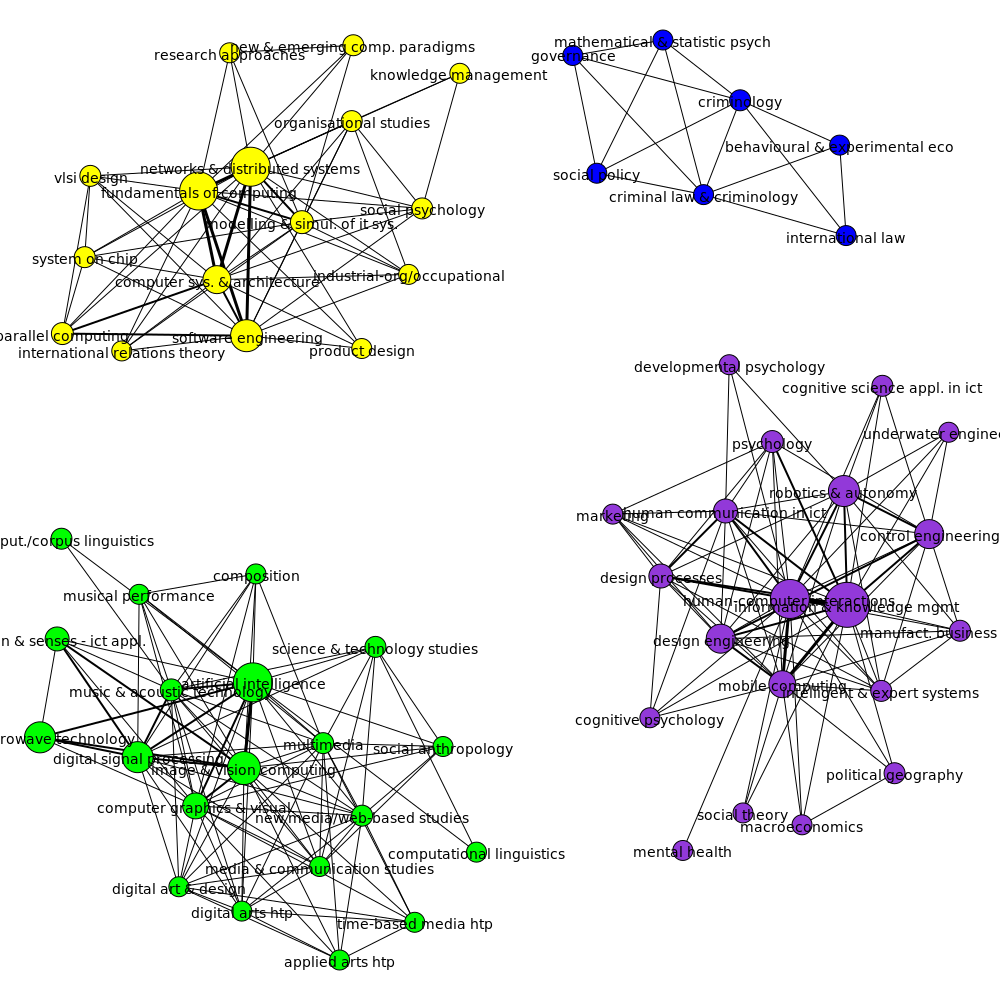 new & emerging comp. paradigms
research approaches
knowledge management
organisational studies
networks & distributed systems
vlsi design
fundamentals of computing
social psychology
modelling & simul. of it sys.
system on chip
industrial-org/occupational
computer sys. & architecture
parallel computing
software engineering
international relations theory
product design
mathematical & statistic psych
governance
criminology
behavioural & experimental eco
social policy
criminal law & criminology
international law
developmental psychology
cognitive science appl. in ict
underwater enginee
psychology
robotics & autonomy
marketing
human communication in ict
control engineering
design processes
human-computer interactions
information & knowledge mgmt
design engineering
manufact. business
mobile computing
intelligent & expert systems
cognitive psychology
political geography
social theory
macroeconomics
mental health
put./corpus linguistics
composition
musical performance
n & senses - ict appl.
science & technology studies
artificial intelligence
music & acoustic technology
rowave technology
multimedia
social anthropology
digital signal processing
image & vision computing
computer graphics & visual.
new media/web-based studies
computational linguistics
media & communication studies
digital art & design
digital arts htp
time-based media htp
applied arts htp